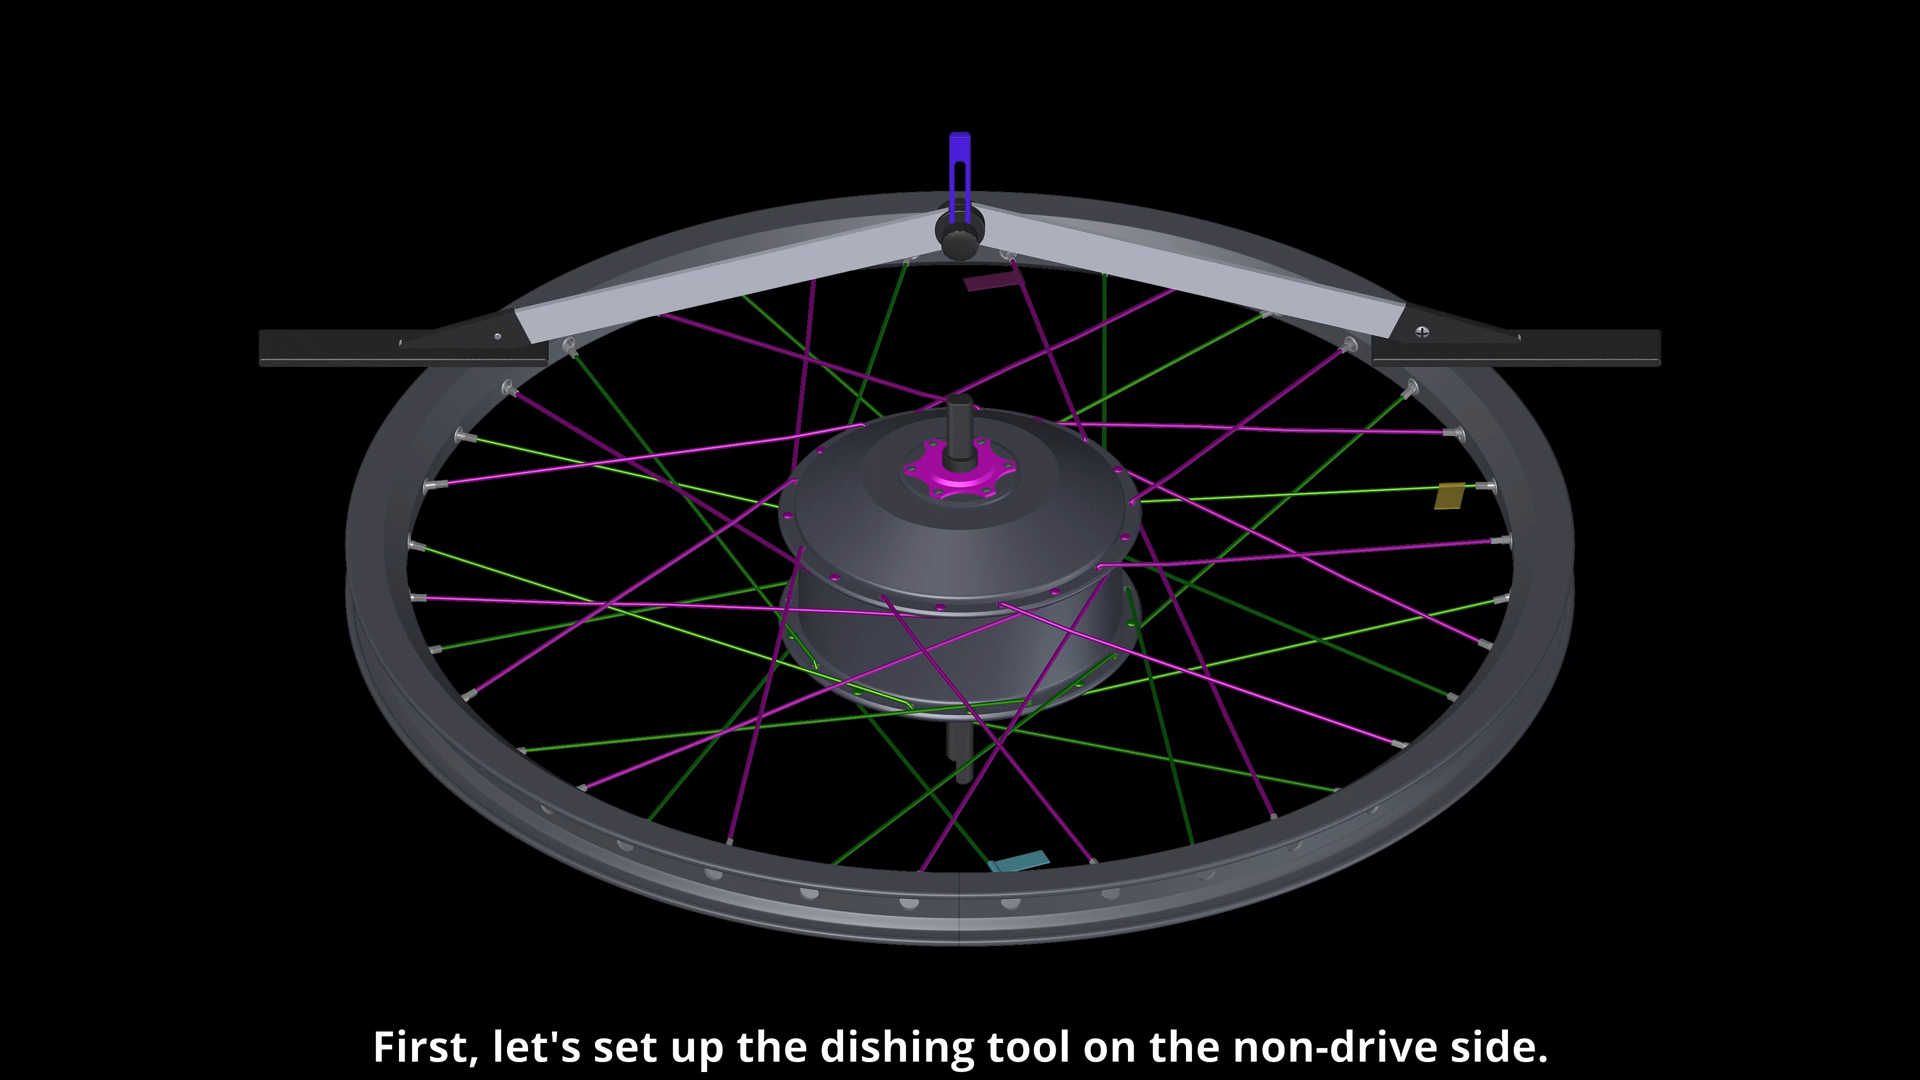 First, let's set up the dishing tool on the non-drive side.